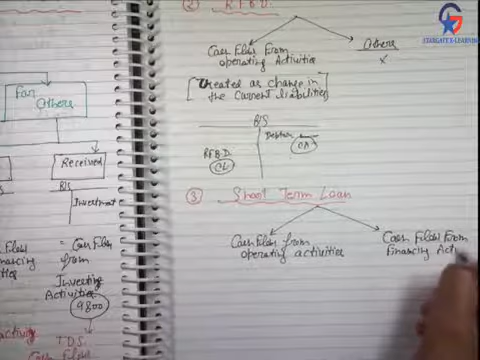 For
Others
Received
B/S
Investment
= Cash Flow
from
Investing
Activities
9800
TDS
② R.F.B.D.
Cash Flow From
operating Activities
Others
x
[Treated as change in
the Current liabilities]
B/S
Debtors
R.F.B.D.
CL
CA
③ Short Term Loan
Cash Flow from
operating activities
Cash Flow From
Financing Acti
STARGATE X-LEARNING